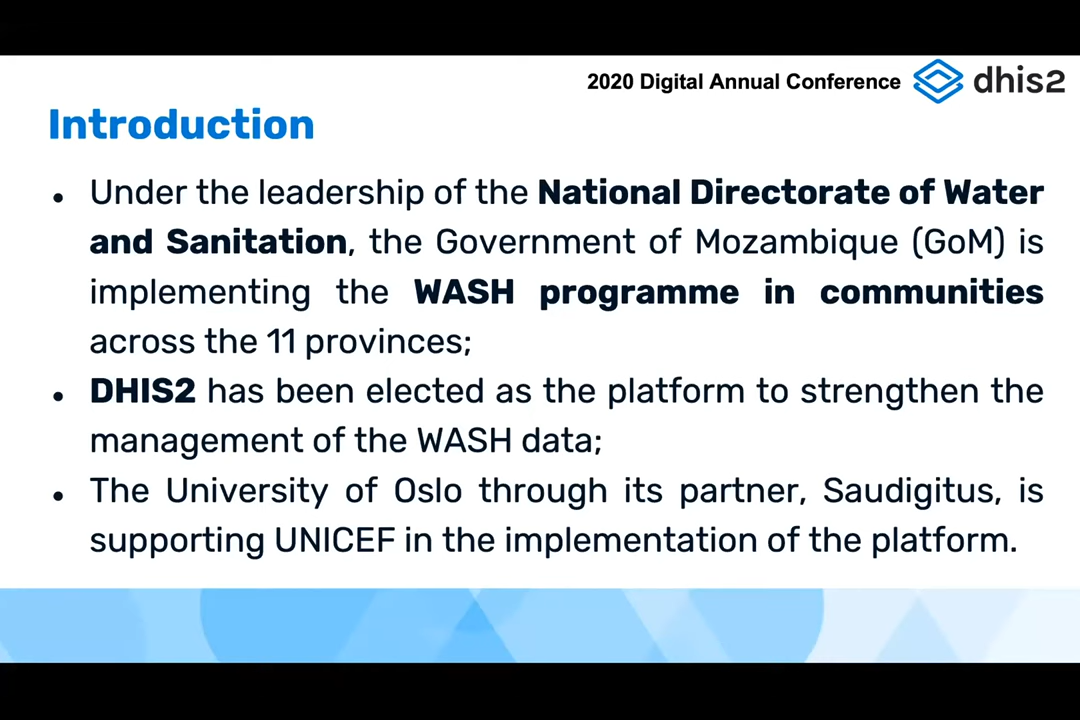 2020 Digital Annual Conference dhis2
Introduction
• Under the leadership of the National Directorate of Water
and Sanitation, the Government of Mozambique (GoM) is
implementing the WASH programme in communities
across the 11 provinces;
• DHIS2 has been elected as the platform to strengthen the
management of the WASH data;
• The University of Oslo through its partner, Saudigitus, is
supporting UNICEF in the implementation of the platform.